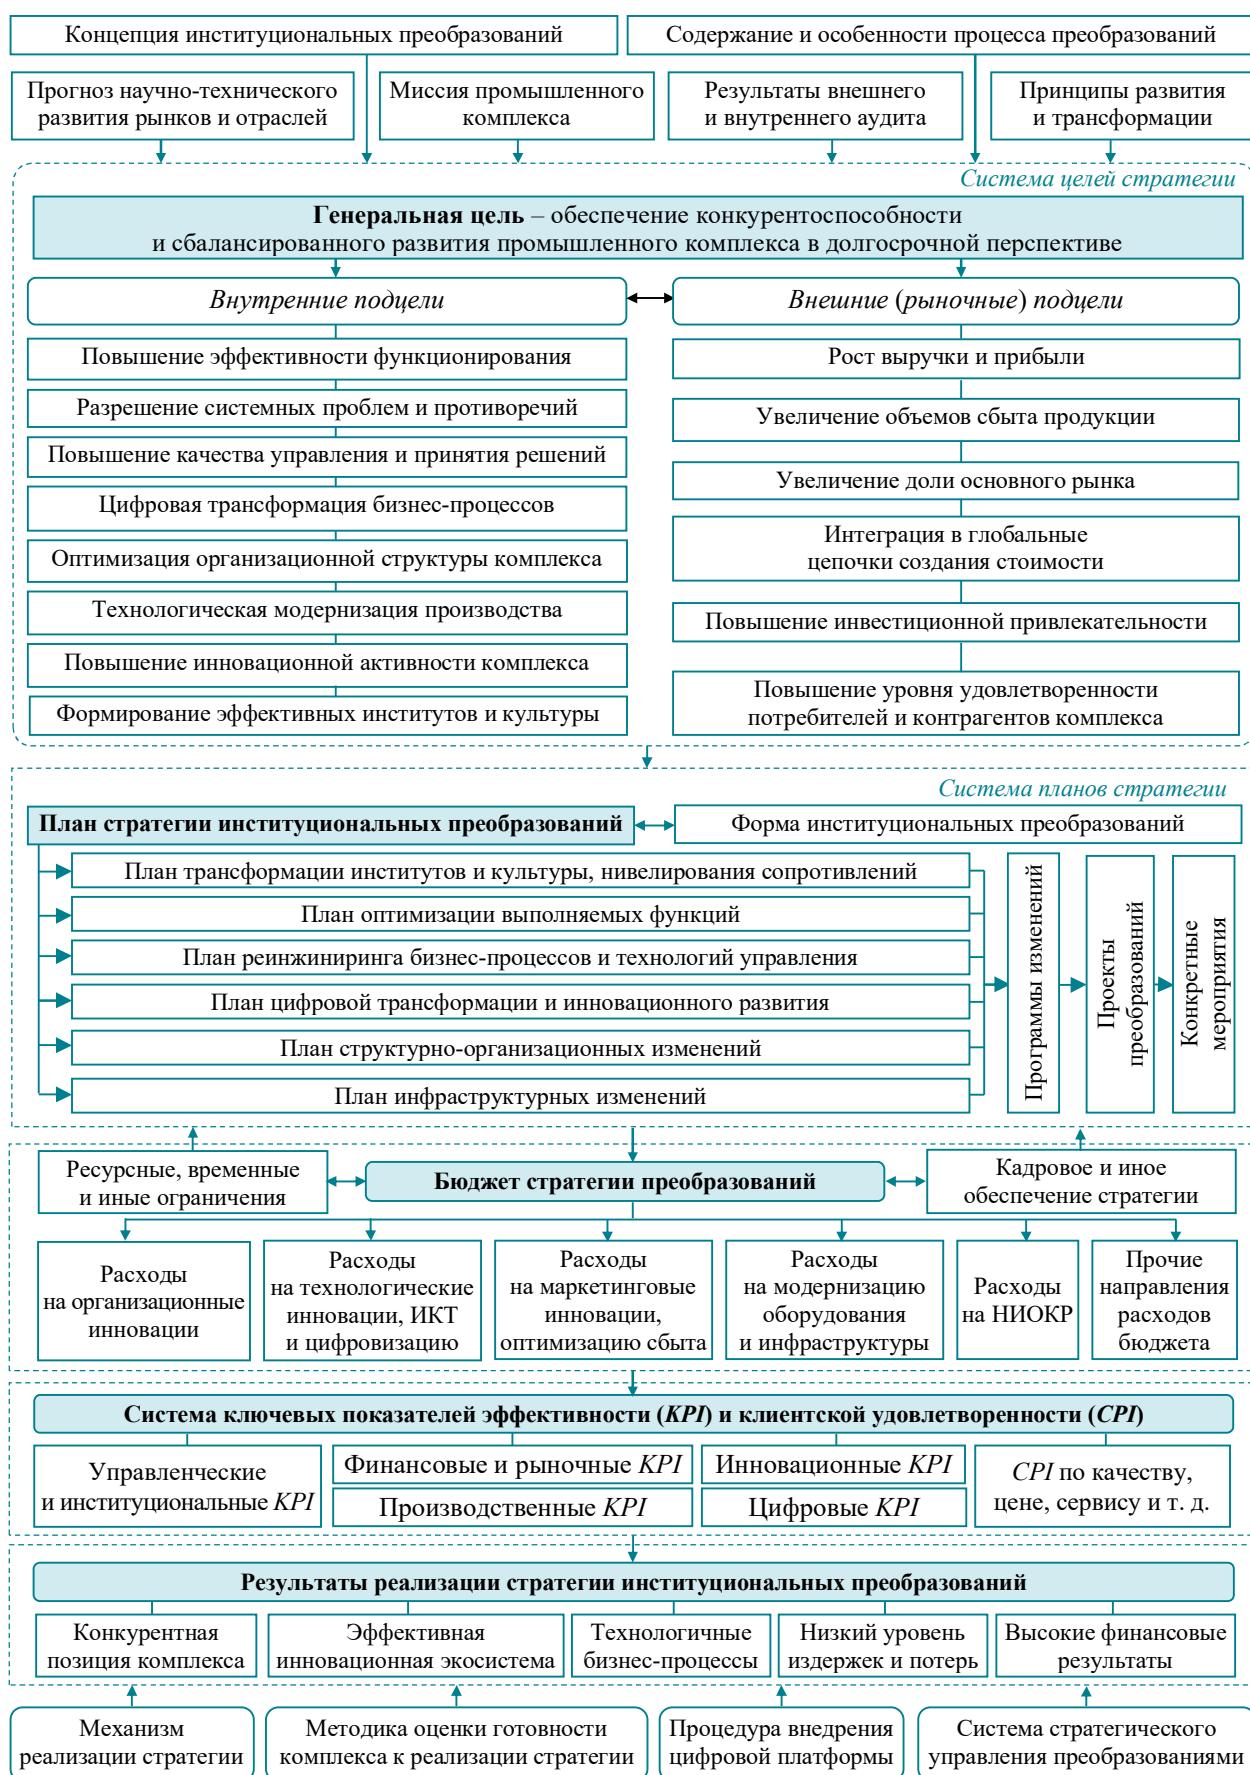 Концепция институциональных преобразований
Содержание и особенности процесса преобразований
Прогноз научно-технического
развития рынков и отраслей
Миссия промышленного
комплекса
Результаты внешнего
и внутреннего аудита
Принципы развития
и трансформации
Система целей стратегии
Генеральная цель – обеспечение конкурентоспособности
и сбалансированного развития промышленного комплекса в долгосрочной перспективе
Внутренние подцели
Повышение эффективности функционирования
Разрешение системных проблем и противоречий
Повышение качества управления и принятия решений
Цифровая трансформация бизнес-процессов
Оптимизация организационной структуры комплекса
Технологическая модернизация производства
Повышение инновационной активности комплекса
Формирование эффективных институтов и культуры
Внешние (рыночные) подцели
Рост выручки и прибыли
Увеличение объемов сбыта продукции
Увеличение доли основного рынка
Интеграция в глобальные
цепочки создания стоимости
Повышение инвестиционной привлекательности
Повышение уровня удовлетворенности
потребителей и контрагентов комплекса
Система планов стратегии
План стратегии институциональных преобразований
Форма институциональных преобразований
План трансформации институтов и культуры, нивелирования сопротивлений
План оптимизации выполняемых функций
План реинжиниринга бизнес-процессов и технологий управления
План цифровой трансформации и инновационного развития
План структурно-организационных изменений
План инфраструктурных изменений
Программы изменений
Проекты
преобразований
Конкретные
мероприятия
Ресурсные, временные
и иные ограничения
Бюджет стратегии преобразований
Кадровое и иное
обеспечение стратегии
Расходы
на организационные
инновации
Расходы
на технологические
инновации, ИКТ
и цифровизацию
Расходы
на маркетинговые
инновации,
оптимизацию сбыта
Расходы
на модернизацию
оборудования
и инфраструктуры
Расходы
на НИОКР
Прочие
направления
расходов
бюджета
Система ключевых показателей эффективности (KPI) и клиентской удовлетворенности (CPI)
Управленческие
и институциональные KPI
Финансовые и рыночные KPI
Производственные KPI
Инновационные KPI
Цифровые KPI
CPI по качеству,
цене, сервису и т. д.
Результаты реализации стратегии институциональных преобразований
Конкурентная
позиция комплекса
Эффективная
инновационная экосистема
Технологичные
бизнес-процессы
Низкий уровень
издержек и потерь
Высокие финансовые
результаты
Механизм
реализации стратегии
Методика оценки готовности
комплекса к реализации стратегии
Процедура внедрения
цифровой платформы
Система стратегического
управления преобразованиями